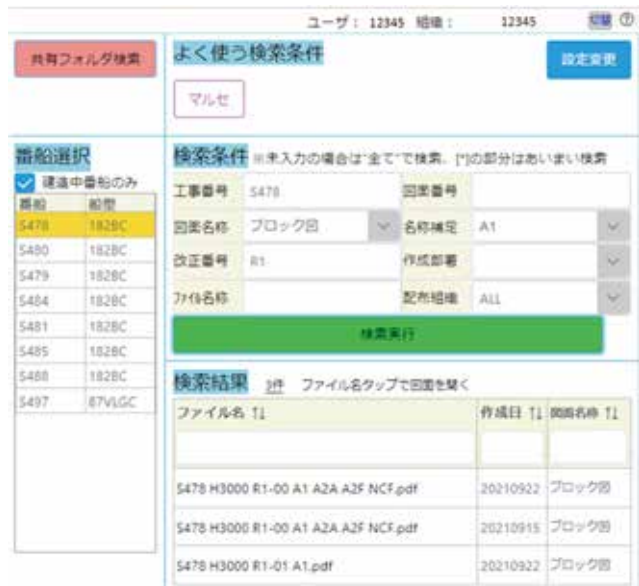 ユーザ： 12345 組織： 12345 切替 ?
共有フォルダ検索
よく使う検索条件
設定変更
マルセ
番船選択
建造中番船のみ
番船 船型
S478 182BC
S480 182BC
S479 182BC
S484 182BC
S481 182BC
S485 182BC
S488 182BC
S497 87VLGC
検索条件 ※未入力の場合は"全て"で検索、[*]の部分はあいまい検索
工事番号 S478 図面番号
図面名称 ブロック図 名称補足 A1
改正番号 R1 作成部署
ファイル名称 配布組織 ALL
検索実行
検索結果 3件 ファイル名タップで図面を開く
ファイル名 ↑↓ 作成日 ↑↓ 図面名称 ↑↓
S478 H3000 R1-00 A1 A2A A2F NCF.pdf 20210922 ブロック図
S478 H3000 R1-00 A1 A2A A2F NCF.pdf 20210915 ブロック図
S478 H3000 R1-01 A1.pdf 20210922 ブロック図